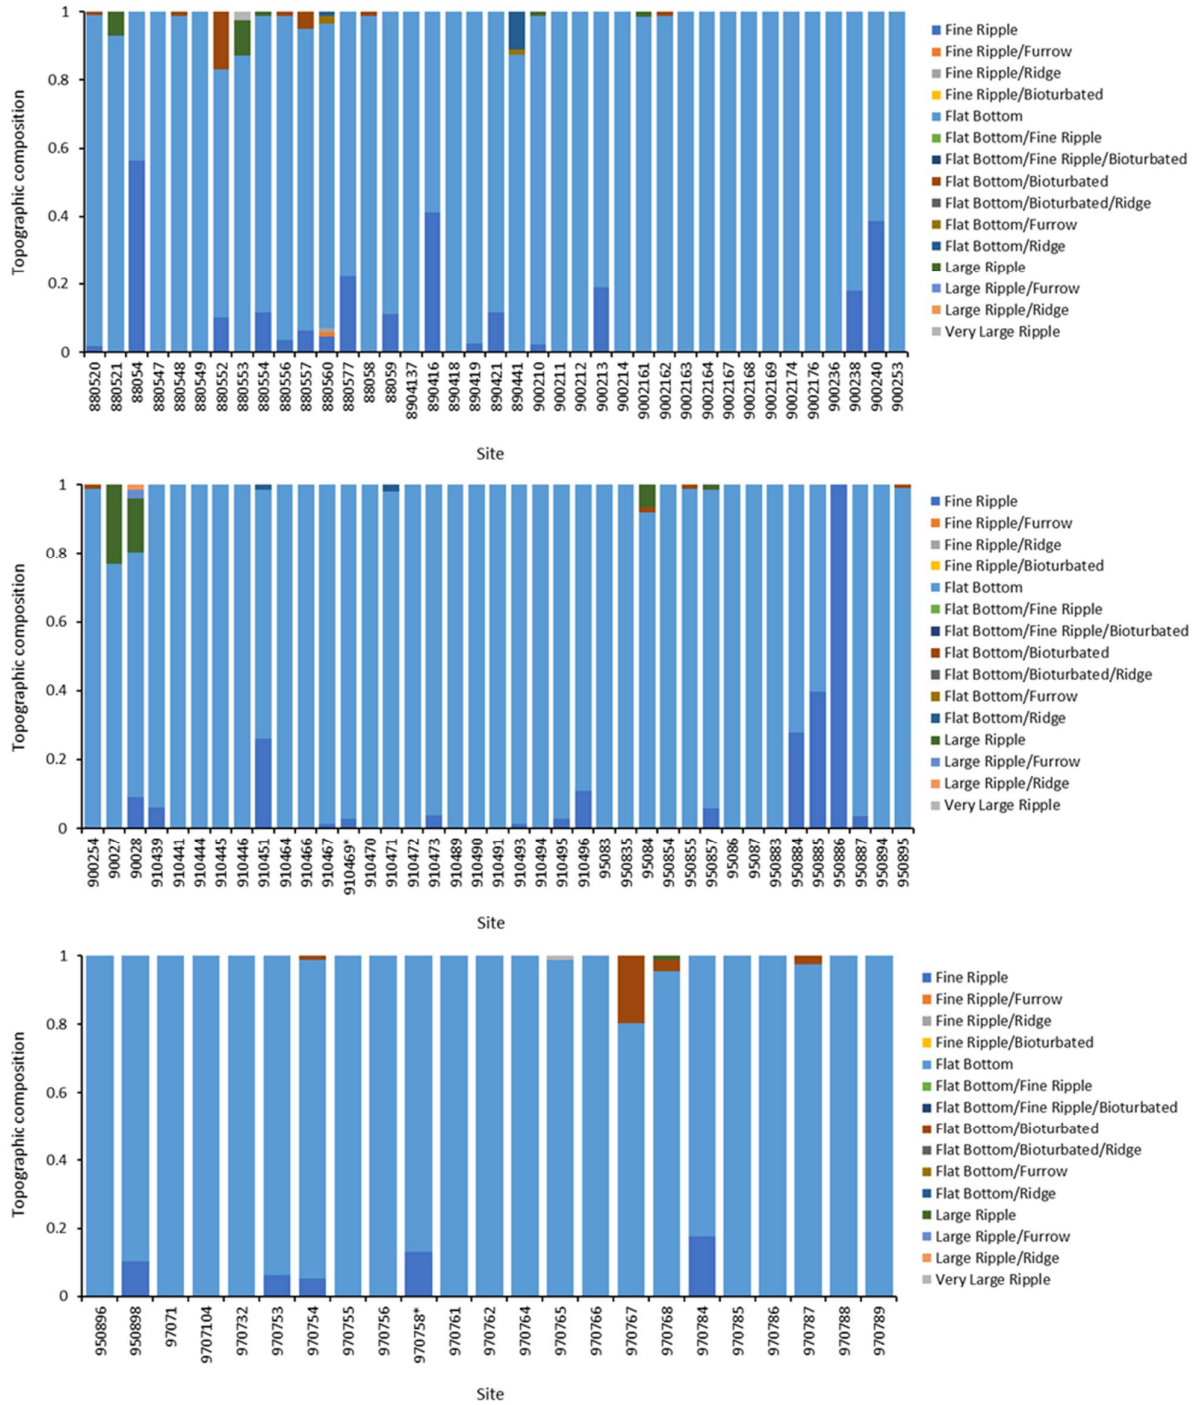 Topographic composition
1
0.8
0.6
0.4
0.2
0
880520
880521
88054
880547
880548
880549
880552
880553
880554
880556
880557
880560
880577
88058
88059
8904137
890416
890418
890419
890421
890441
900210
900211
900212
900213
900214
9002161
9002162
9002163
9002164
9002167
9002168
9002169
9002174
9002176
900236
900238
900240
900253
Site
Fine Ripple
Fine Ripple/Furrow
Fine Ripple/Ridge
Fine Ripple/Bioturbated
Flat Bottom
Flat Bottom/Fine Ripple
Flat Bottom/Fine Ripple/Bioturbated
Flat Bottom/Bioturbated
Flat Bottom/Bioturbated/Ridge
Flat Bottom/Furrow
Flat Bottom/Ridge
Large Ripple
Large Ripple/Furrow
Large Ripple/Ridge
Very Large Ripple
Topographic composition
1
0.8
0.6
0.4
0.2
0
900254
90027
90028
910439
910441
910444
910445
910446
910451
910464
910466
910467
910469*
910470
910471
910472
910473
910489
910490
910491
910493
910494
910495
910496
95083
950835
95084
950854
950855
950857
95086
95087
950883
950884
950885
950886
950887
950894
950895
Site
Fine Ripple
Fine Ripple/Furrow
Fine Ripple/Ridge
Fine Ripple/Bioturbated
Flat Bottom
Flat Bottom/Fine Ripple
Flat Bottom/Fine Ripple/Bioturbated
Flat Bottom/Bioturbated
Flat Bottom/Bioturbated/Ridge
Flat Bottom/Furrow
Flat Bottom/Ridge
Large Ripple
Large Ripple/Furrow
Large Ripple/Ridge
Very Large Ripple
Topographic composition
1
0.8
0.6
0.4
0.2
0
950896
950898
97071
9707104
970732
970753
970754
970755
970756
970758*
970761
970762
970764
970765
970766
970767
970768
970784
970785
970786
970787
970788
970789
Site
Fine Ripple
Fine Ripple/Furrow
Fine Ripple/Ridge
Fine Ripple/Bioturbated
Flat Bottom
Flat Bottom/Fine Ripple
Flat Bottom/Fine Ripple/Bioturbated
Flat Bottom/Bioturbated
Flat Bottom/Bioturbated/Ridge
Flat Bottom/Furrow
Flat Bottom/Ridge
Large Ripple
Large Ripple/Furrow
Large Ripple/Ridge
Very Large Ripple